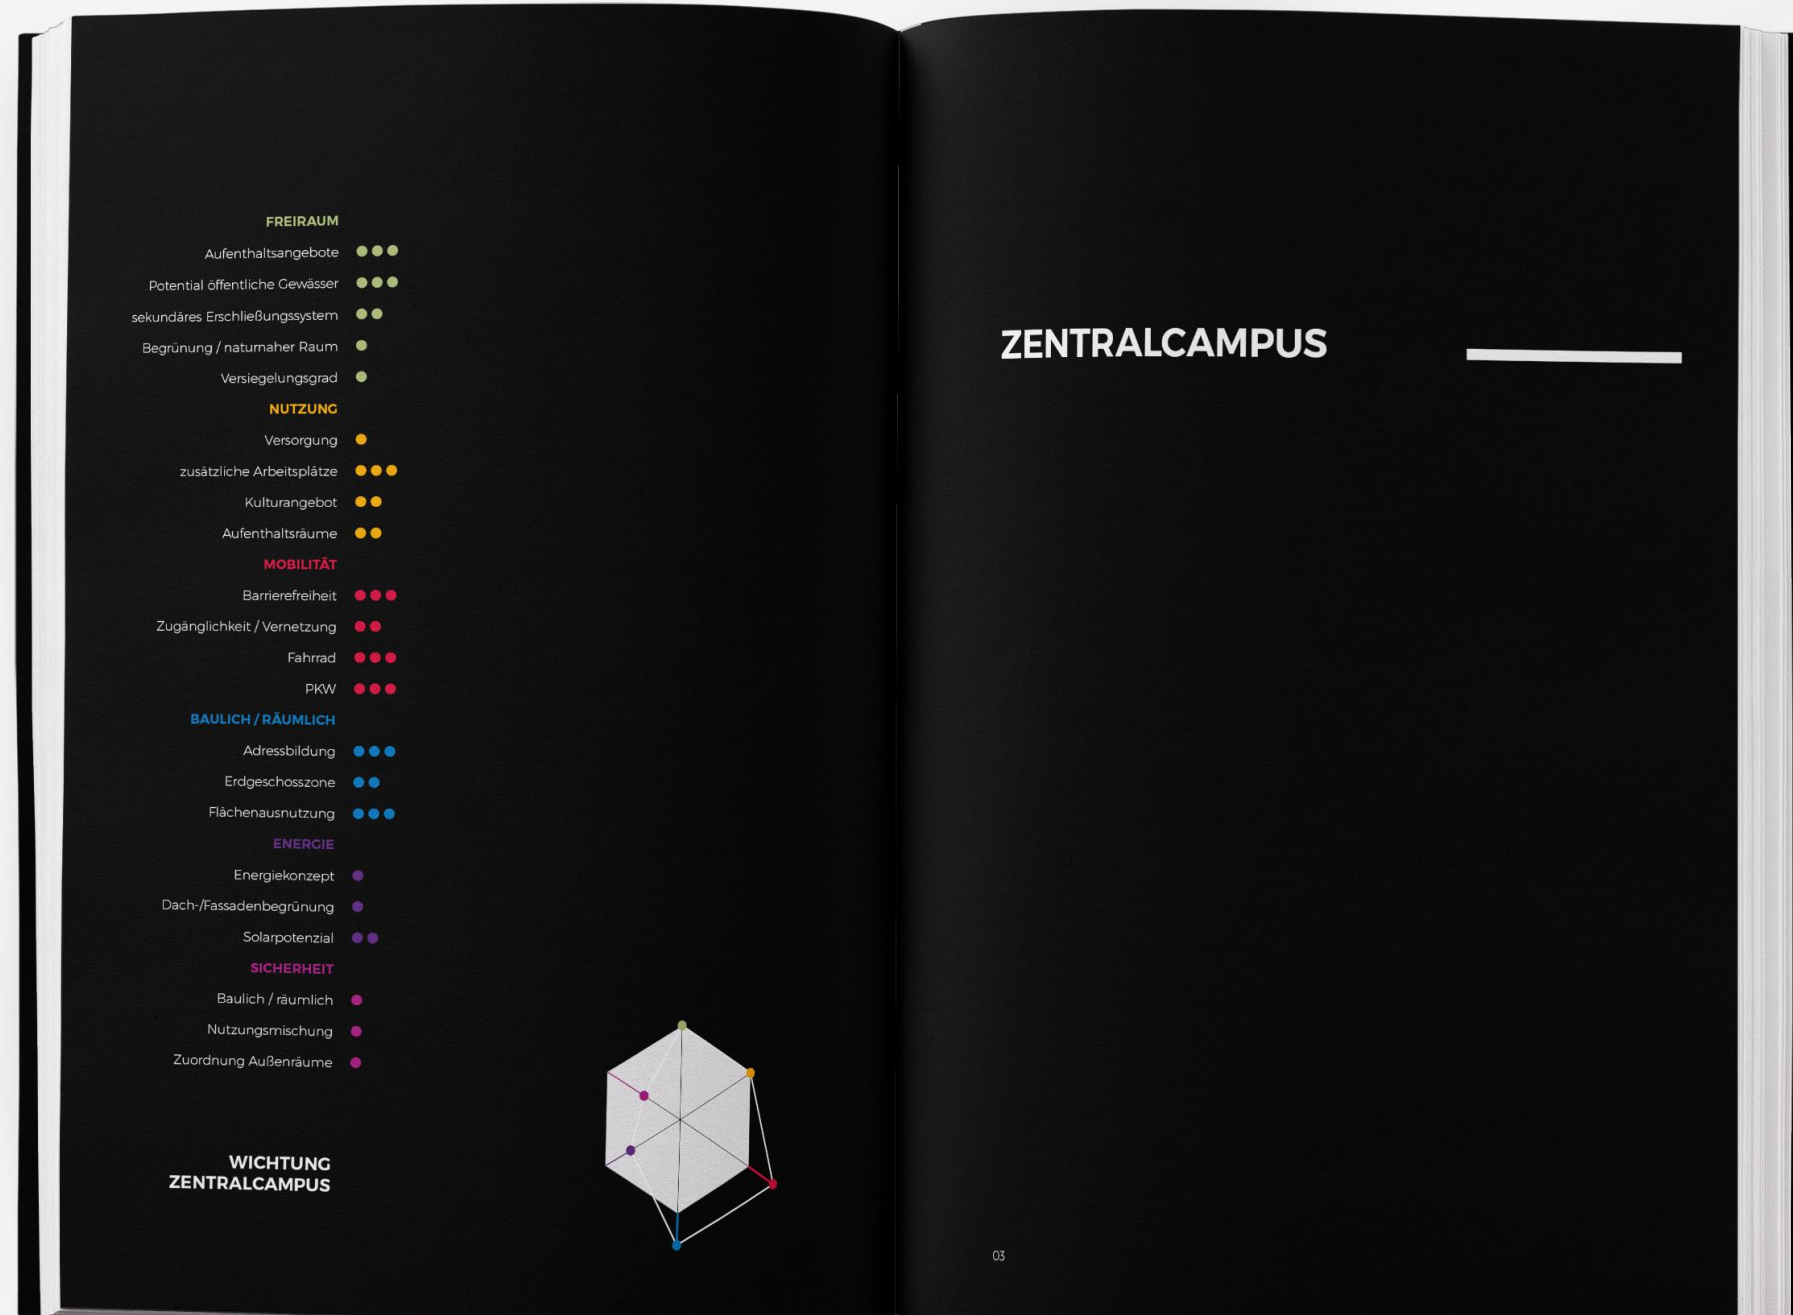 FREIRAUM
Aufenthaltsangebote
Potential öffentliche Gewässer
sekundäres Erschließungssystem
Begrünung / naturnaher Raum
Versiegelungsgrad
NUTZUNG
Versorgung
zusätzliche Arbeitsplätze
Kulturangebot
Aufenthaltsräume
MOBILITÄT
Barrierefreiheit
Zugänglichkeit / Vernetzung
Fahrrad
PKW
BAULICH / RÄUMLICH
Adressbildung
Erdgeschosszone
Flächenausnutzung
ENERGIE
Energiekonzept
Dach-/Fassadenbegrünung
Solarpotenzial
SICHERHEIT
Baulich / räumlich
Nutzungsmischung
Zuordnung Außenräume
WICHTUNG
ZENTRALCAMPUS
ZENTRALCAMPUS
03